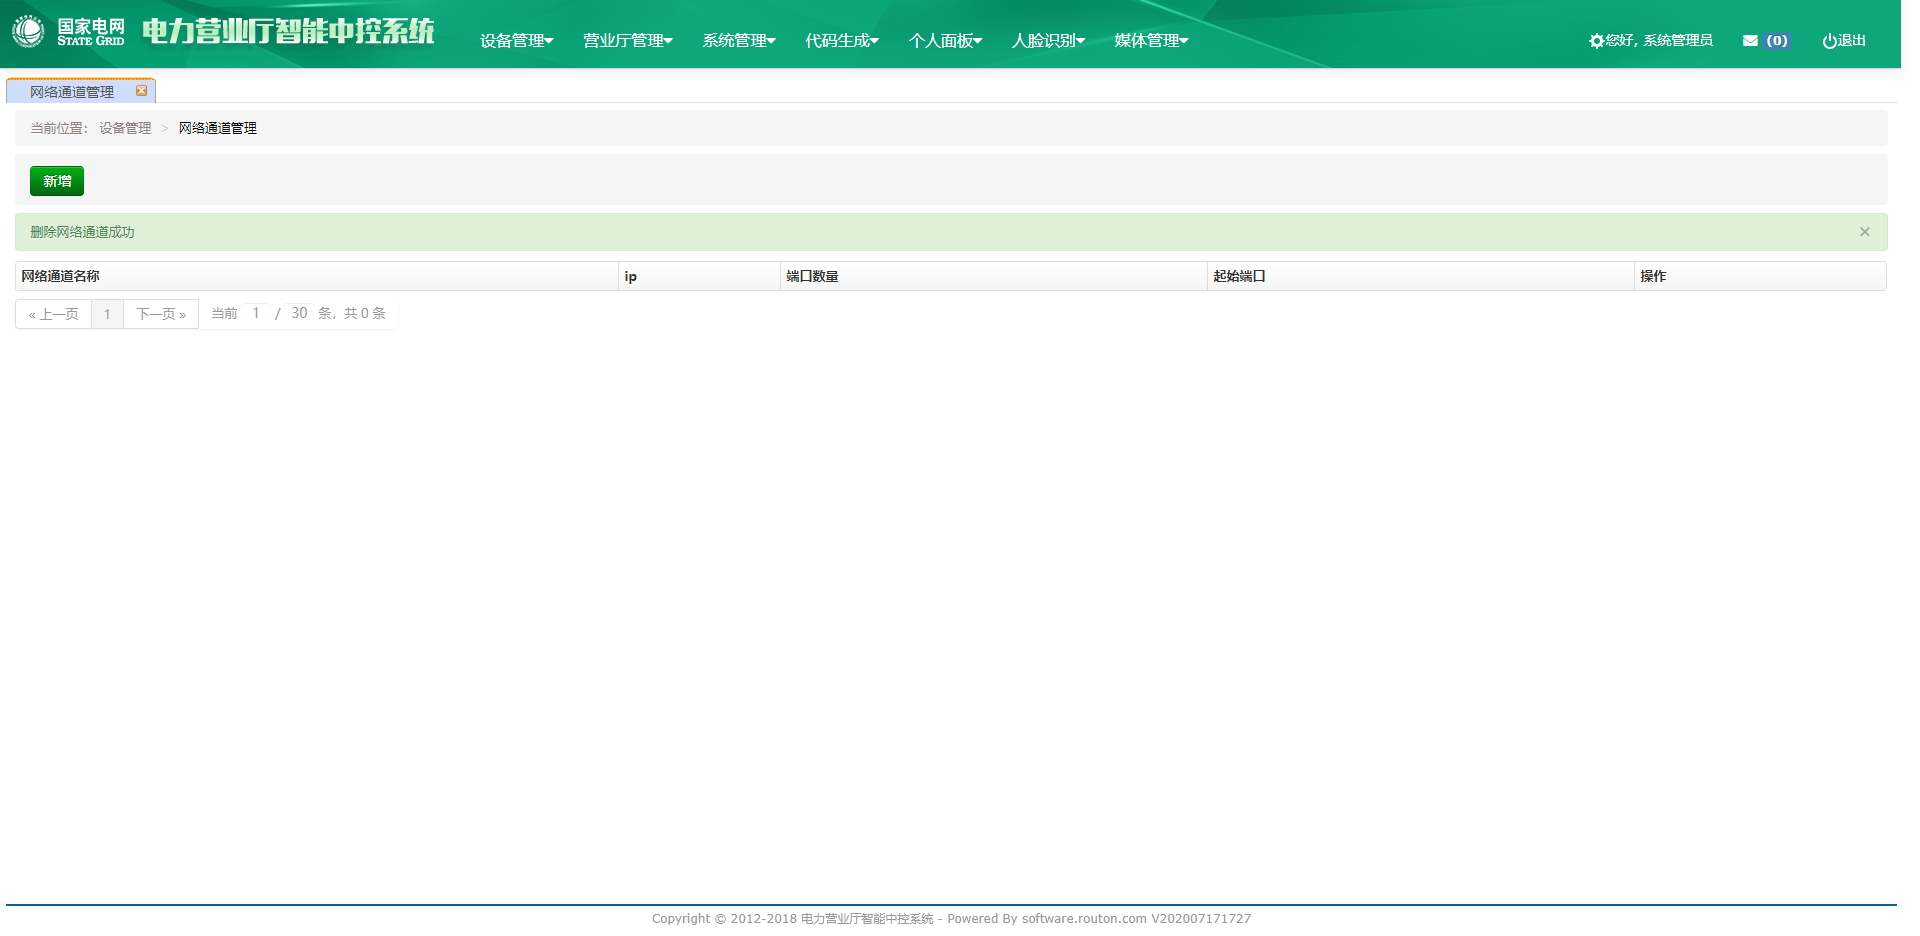 国家电网
STATE GRID
电力营业厅智能中控系统
设备管理 营业厅管理 系统管理 代码生成 个人面板 人脸识别 媒体管理 您好, 系统管理员 (0) 退出
网络通道管理
当前位置: 设备管理 > 网络通道管理
新增
删除网络通道成功 ×
网络通道名称 ip 端口数量 起始端口 操作
« 上一页 1 下一页 » 当前 1 / 30 条, 共 0 条
Copyright © 2012-2018 电力营业厅智能中控系统 - Powered By software.routon.com V202007171727